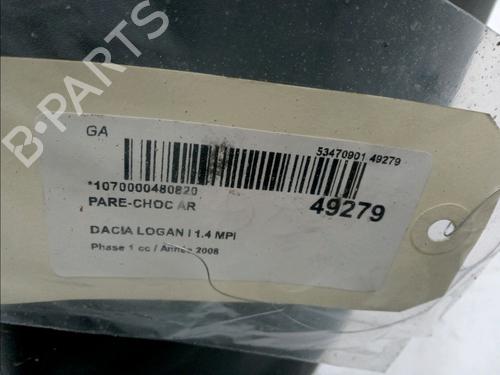 B-PARTS
GA
53470901 49279
*1070000480820
PARE-CHOC AR
49279
DACIA LOGAN I 1.4 MPI
Phase 1 cc / Année 2008